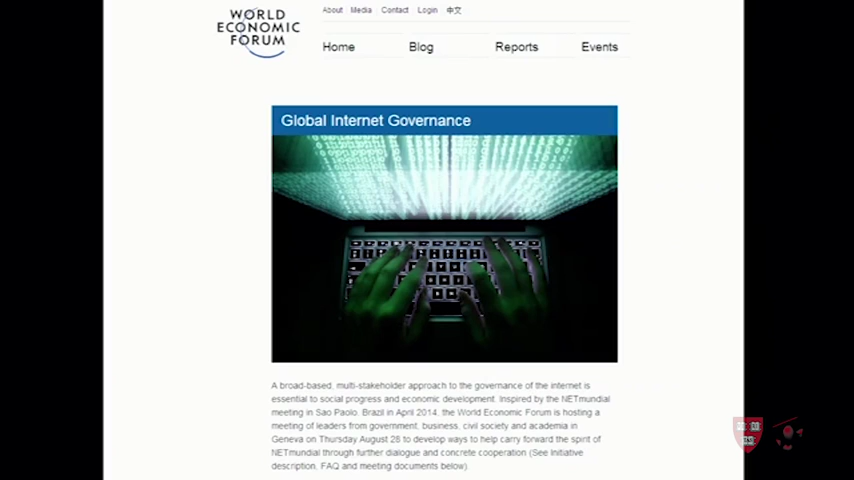 WORLD
ECONOMIC
FORUM
About Media Contact Login 中文
Home Blog Reports Events
Global Internet Governance
A broad-based, multi-stakeholder approach to the governance of the internet is
essential to social progress and economic development. Inspired by the NETmundial
meeting in Sao Paolo, Brazil in April 2014, the World Economic Forum is hosting a
meeting of leaders from government, business, civil society and academia in
Geneva on Thursday August 28 to develop ways to help carry forward the spirit of
NETmundial through further dialogue and concrete cooperation (See Initiative
description, FAQ and meeting documents below).